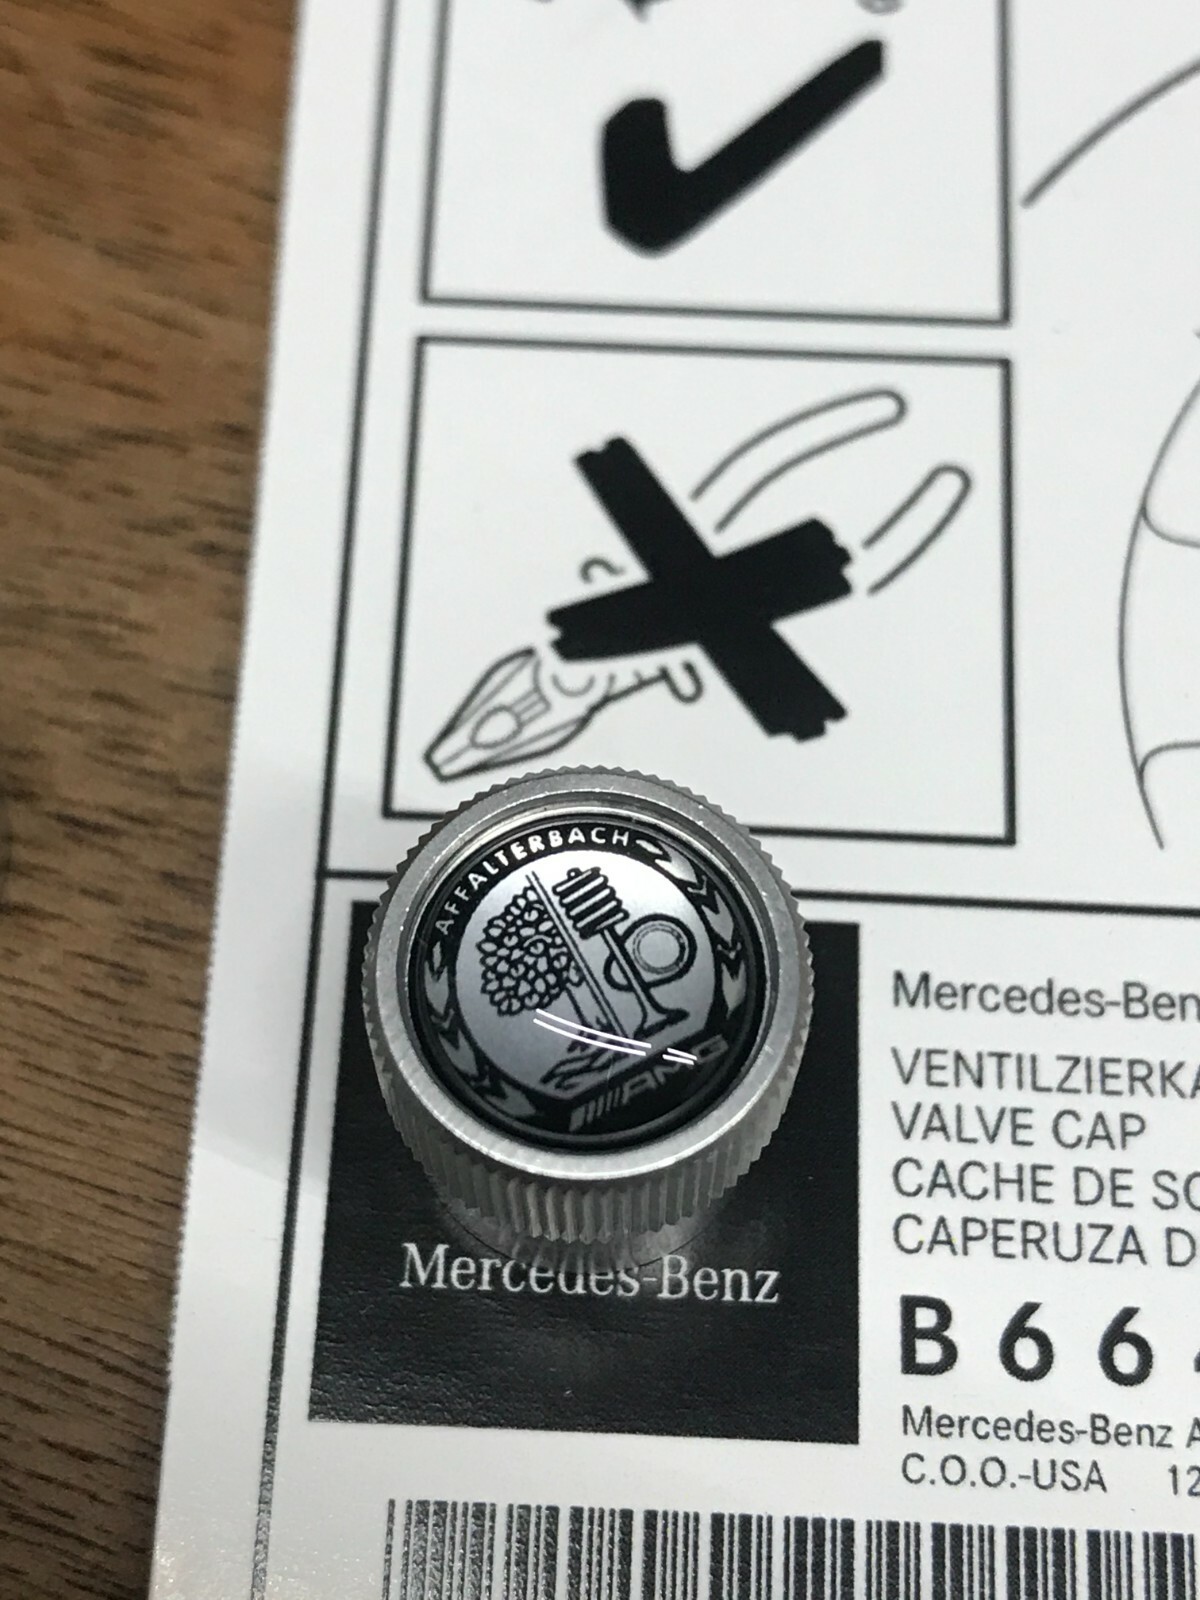 AFFALTERBACH
AMG
Mercedes-Benz
Mercedes-Ben
VENTILZIERKA
VALVE CAP
CACHE DE SO
CAPERUZA D
B 6 6
Mercedes-Benz A
C.O.O.-USA 12